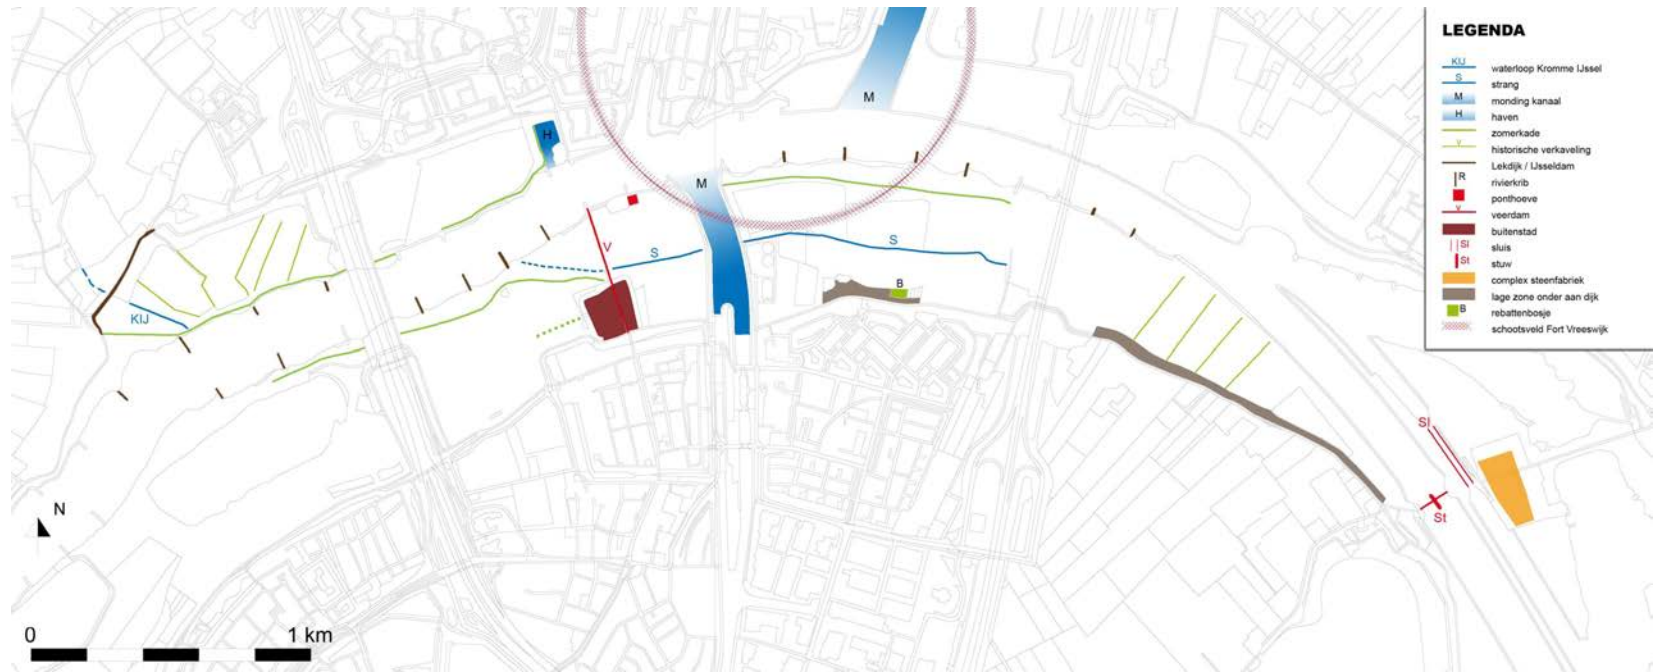 LEGENDA
KIJ waterloop Kromme IJssel
S strang
M monding kanaal
H haven
zomerkade
v historische verkaveling
Lekdijk / IJsseldam
R rivierkrib
ponthoeve
v veerdam
buitenstad
Sl sluis
St stuw
complex steenfabriek
lage zone onder aan dijk
B rebattenbosje
schootsveld Fort Vreeswijk
M
H
M
V
S
S
B
KIJ
Sl
St
N
0 1 km